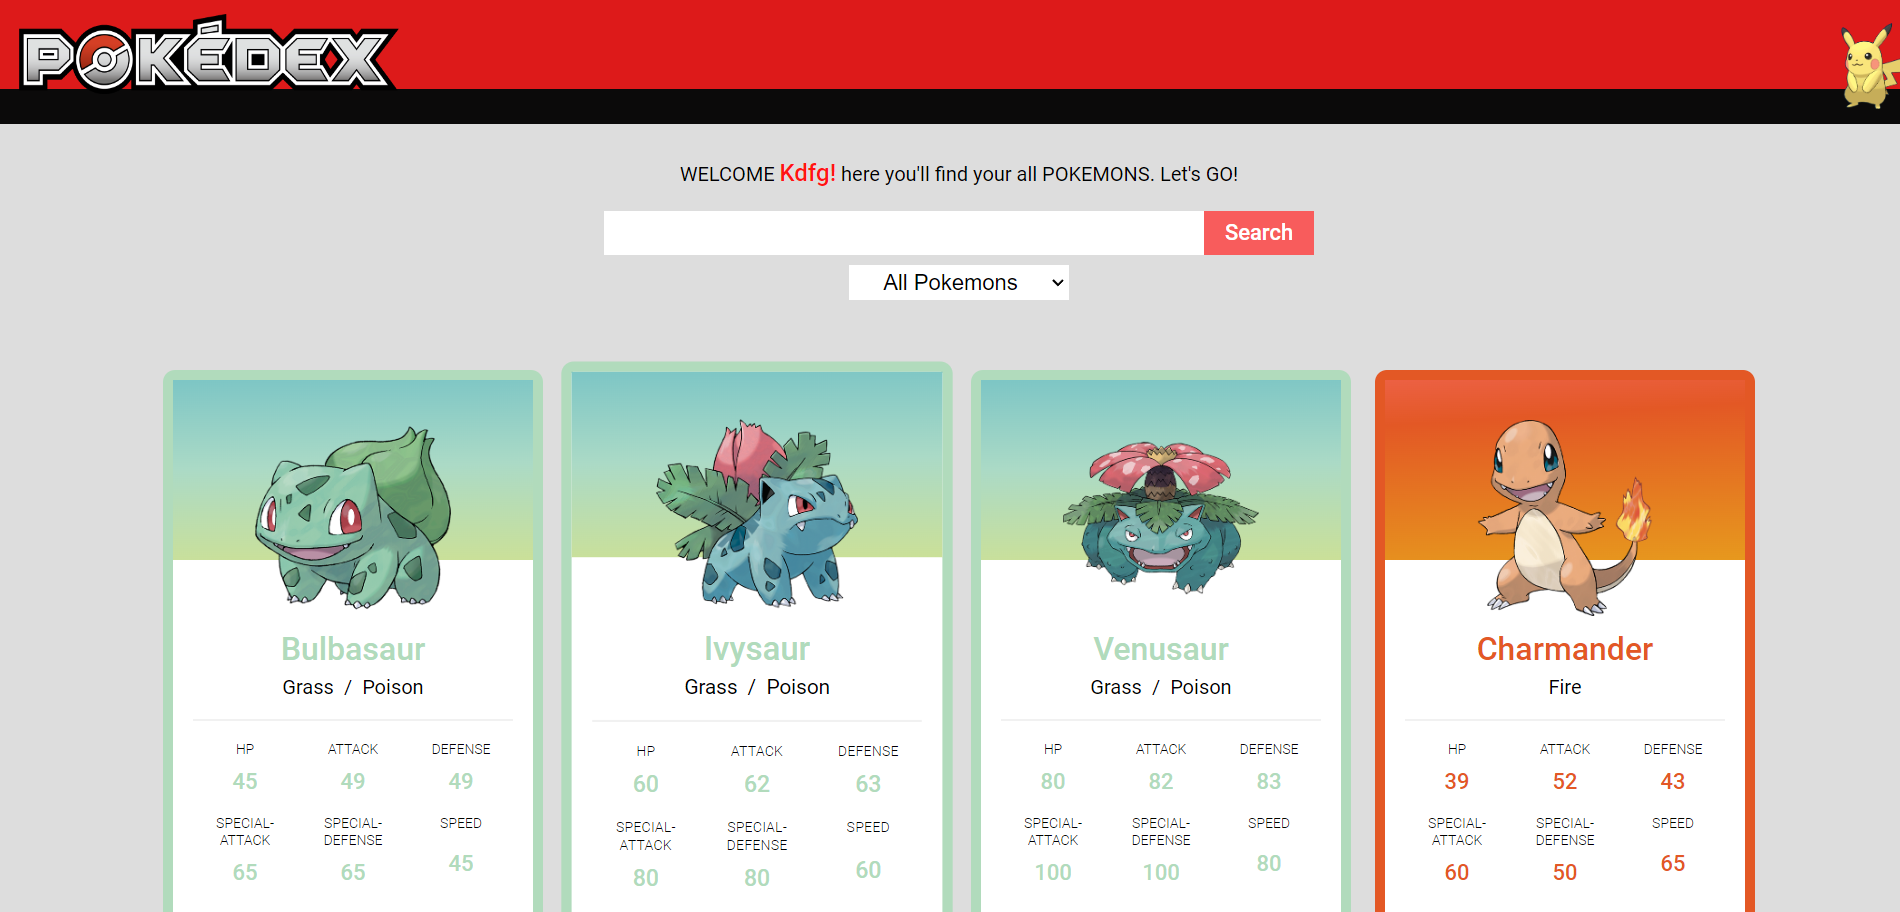 POKÉDEX
WELCOME Kdfg! here you'll find your all POKEMONS. Let's GO!
Search
All Pokemons
Bulbasaur
Grass / Poison
HP ATTACK DEFENSE
45 49 49
SPECIAL-ATTACK SPECIAL-DEFENSE SPEED
65 65 45
Ivysaur
Grass / Poison
HP ATTACK DEFENSE
60 62 63
SPECIAL-ATTACK SPECIAL-DEFENSE SPEED
80 80 60
Venusaur
Grass / Poison
HP ATTACK DEFENSE
80 82 83
SPECIAL-ATTACK SPECIAL-DEFENSE SPEED
100 100 80
Charmander
Fire
HP ATTACK DEFENSE
39 52 43
SPECIAL-ATTACK SPECIAL-DEFENSE SPEED
60 50 65